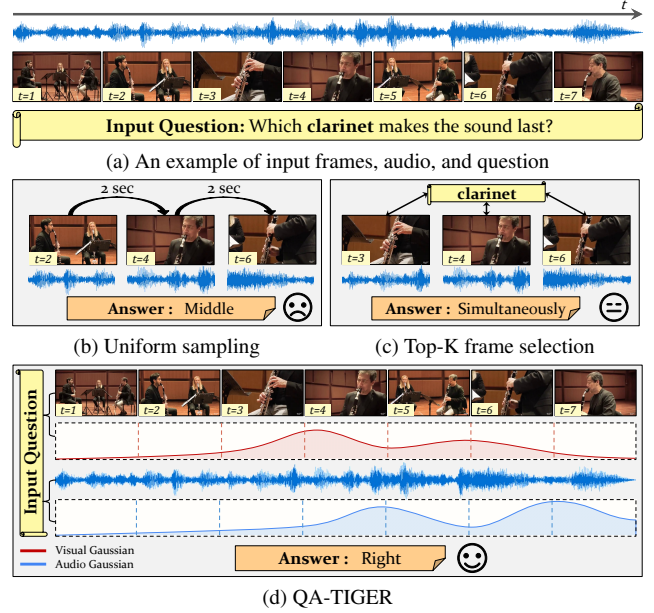 t
t=1 t=2 t=3 t=4 t=5 t=6 t=7
Input Question: Which clarinet makes the sound last?
(a) An example of input frames, audio, and question
2 sec 2 sec
t=2 t=4 t=6
Answer : Middle
(b) Uniform sampling
clarinet
t=3 t=4 t=6
Answer : Simultaneously
(c) Top-K frame selection
Input Question
t=1 t=2 t=3 t=4 t=5 t=6 t=7
Visual Gaussian
Audio Gaussian
Answer : Right
(d) QA-TIGER